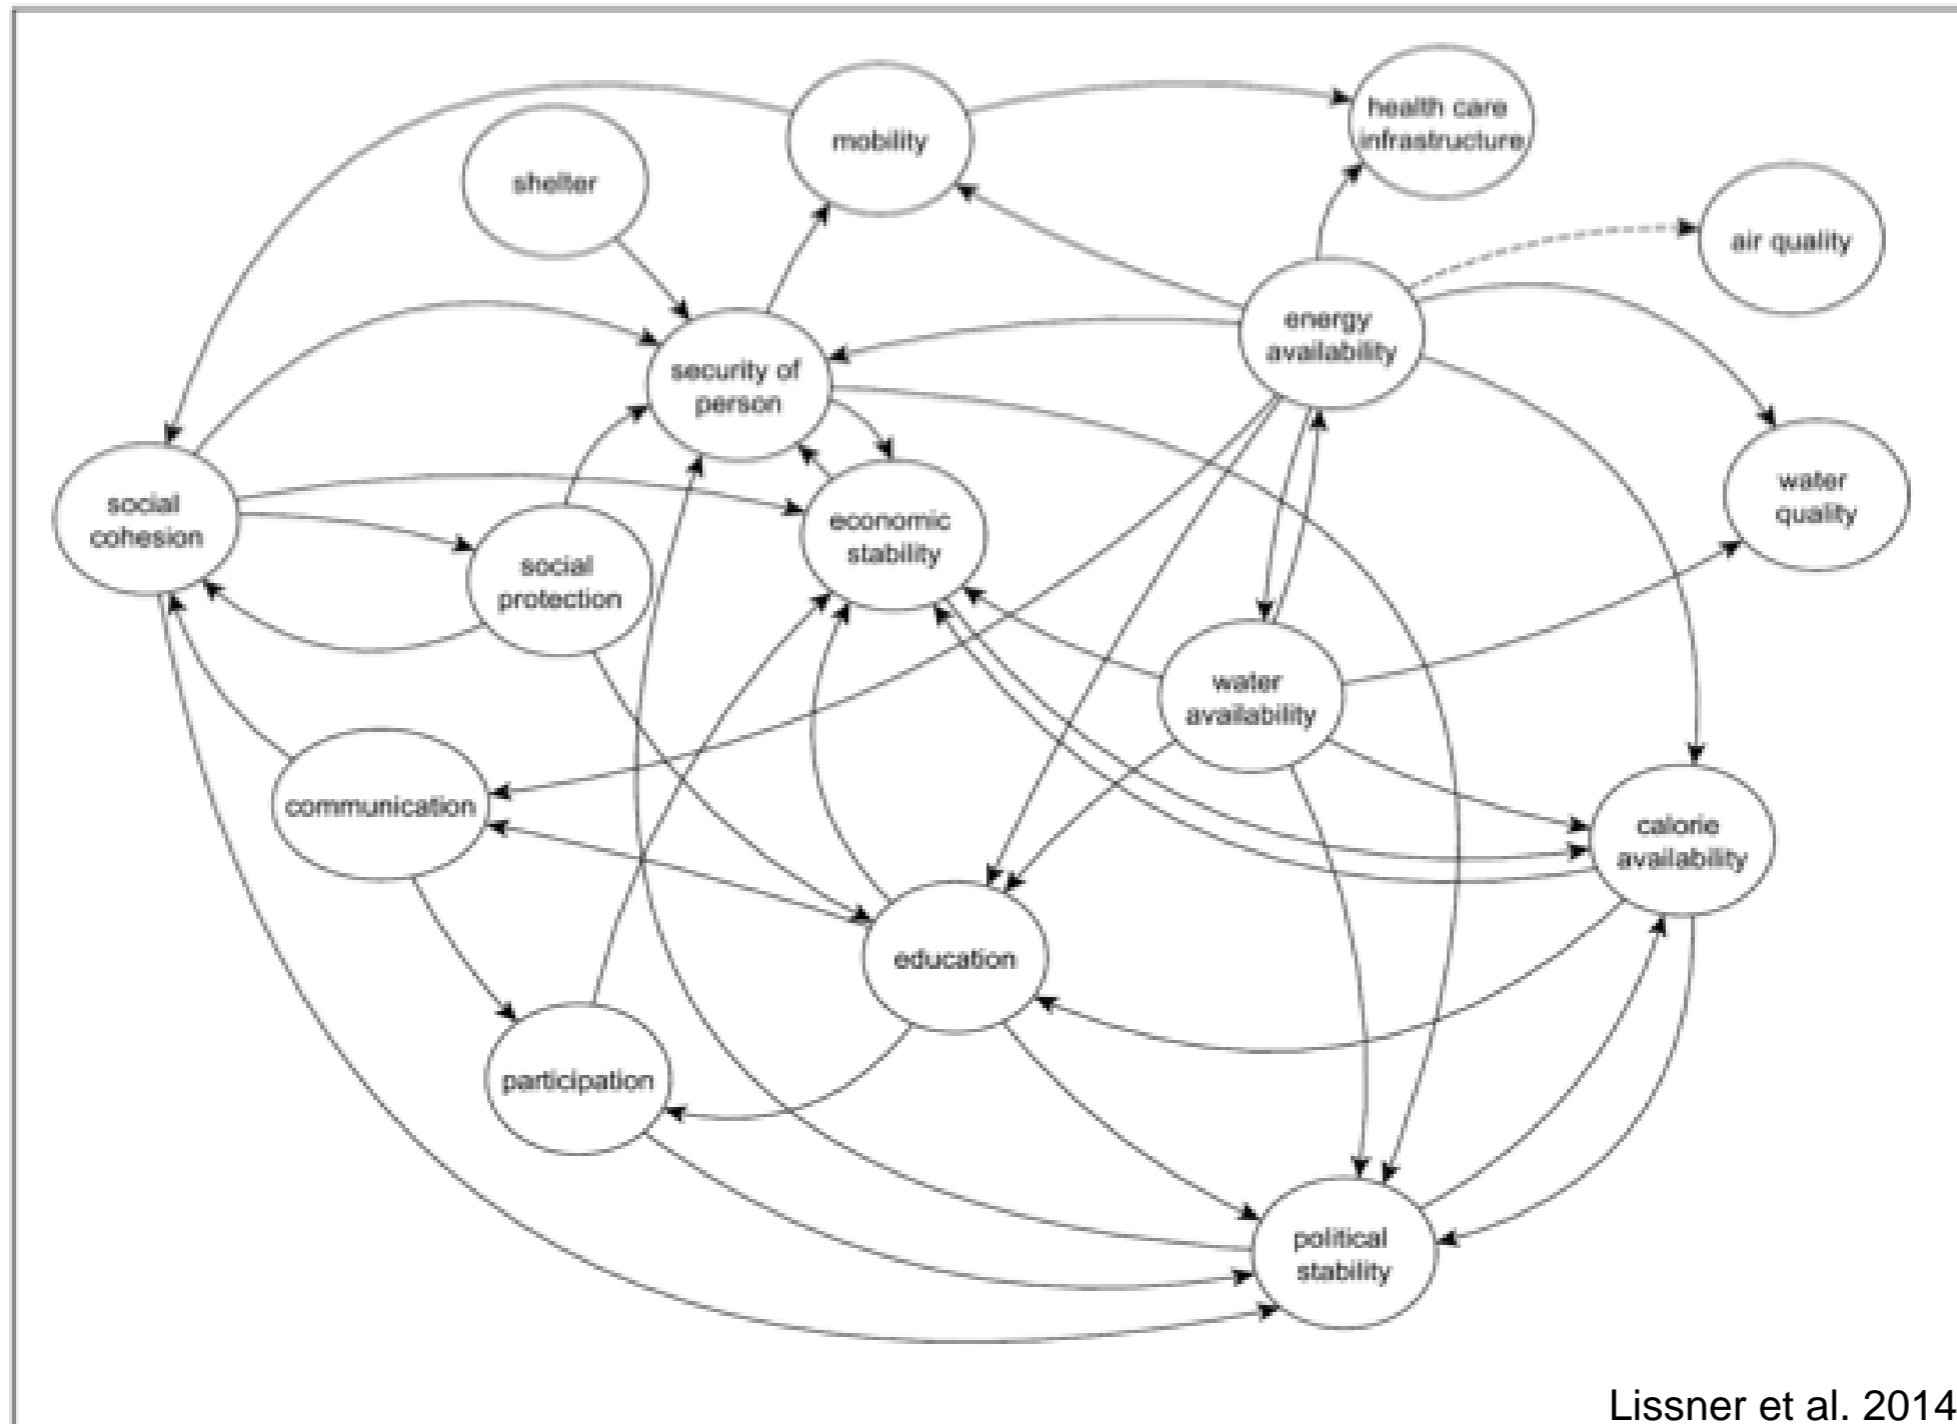 health care
infrastructure
mobility
shelter
air quality
energy
availability
security of
person
social
cohesion
economic
stability
water
quality
social
protection
water
availability
communication
calorie
availability
education
participation
political
stability
Lissner et al. 2014